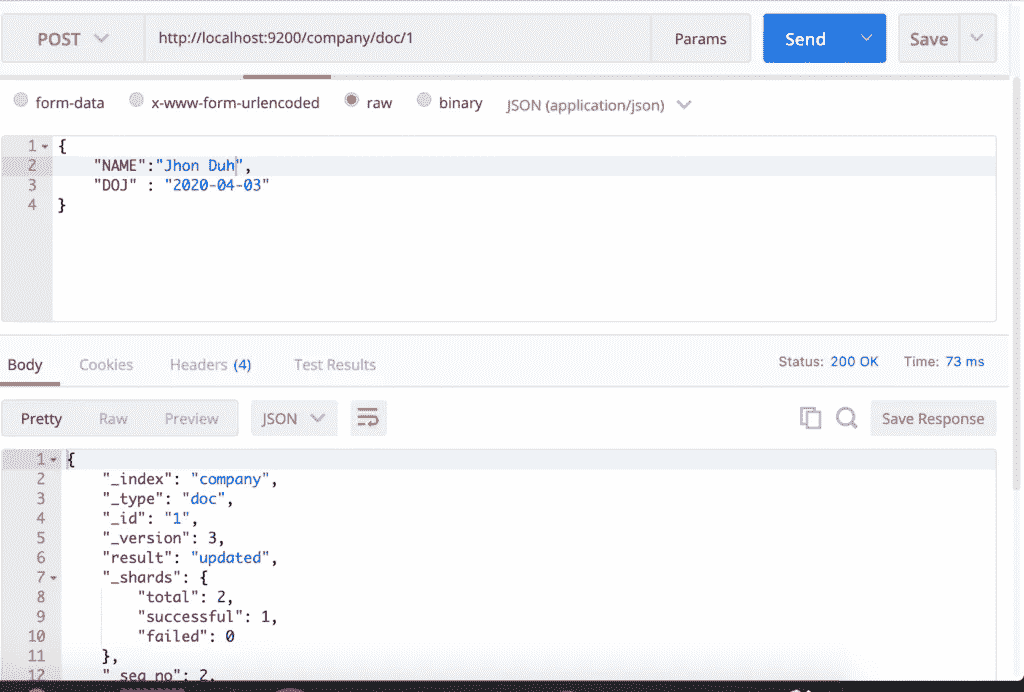 POST http://localhost:9200/company/doc/1 Params Send Save
form-data x-www-form-urlencoded raw binary JSON (application/json)
1 {
2 "NAME":"Jhon Duh",
3 "DOJ" : "2020-04-03"
4 }
Body Cookies Headers (4) Test Results Status: 200 OK Time: 73 ms
Pretty Raw Preview JSON Save Response
1 {
2 "_index": "company",
3 "_type": "doc",
4 "_id": "1",
5 "_version": 3,
6 "result": "updated",
7 "_shards": {
8 "total": 2,
9 "successful": 1,
10 "failed": 0
11 },
12 "_seq_no": 2,